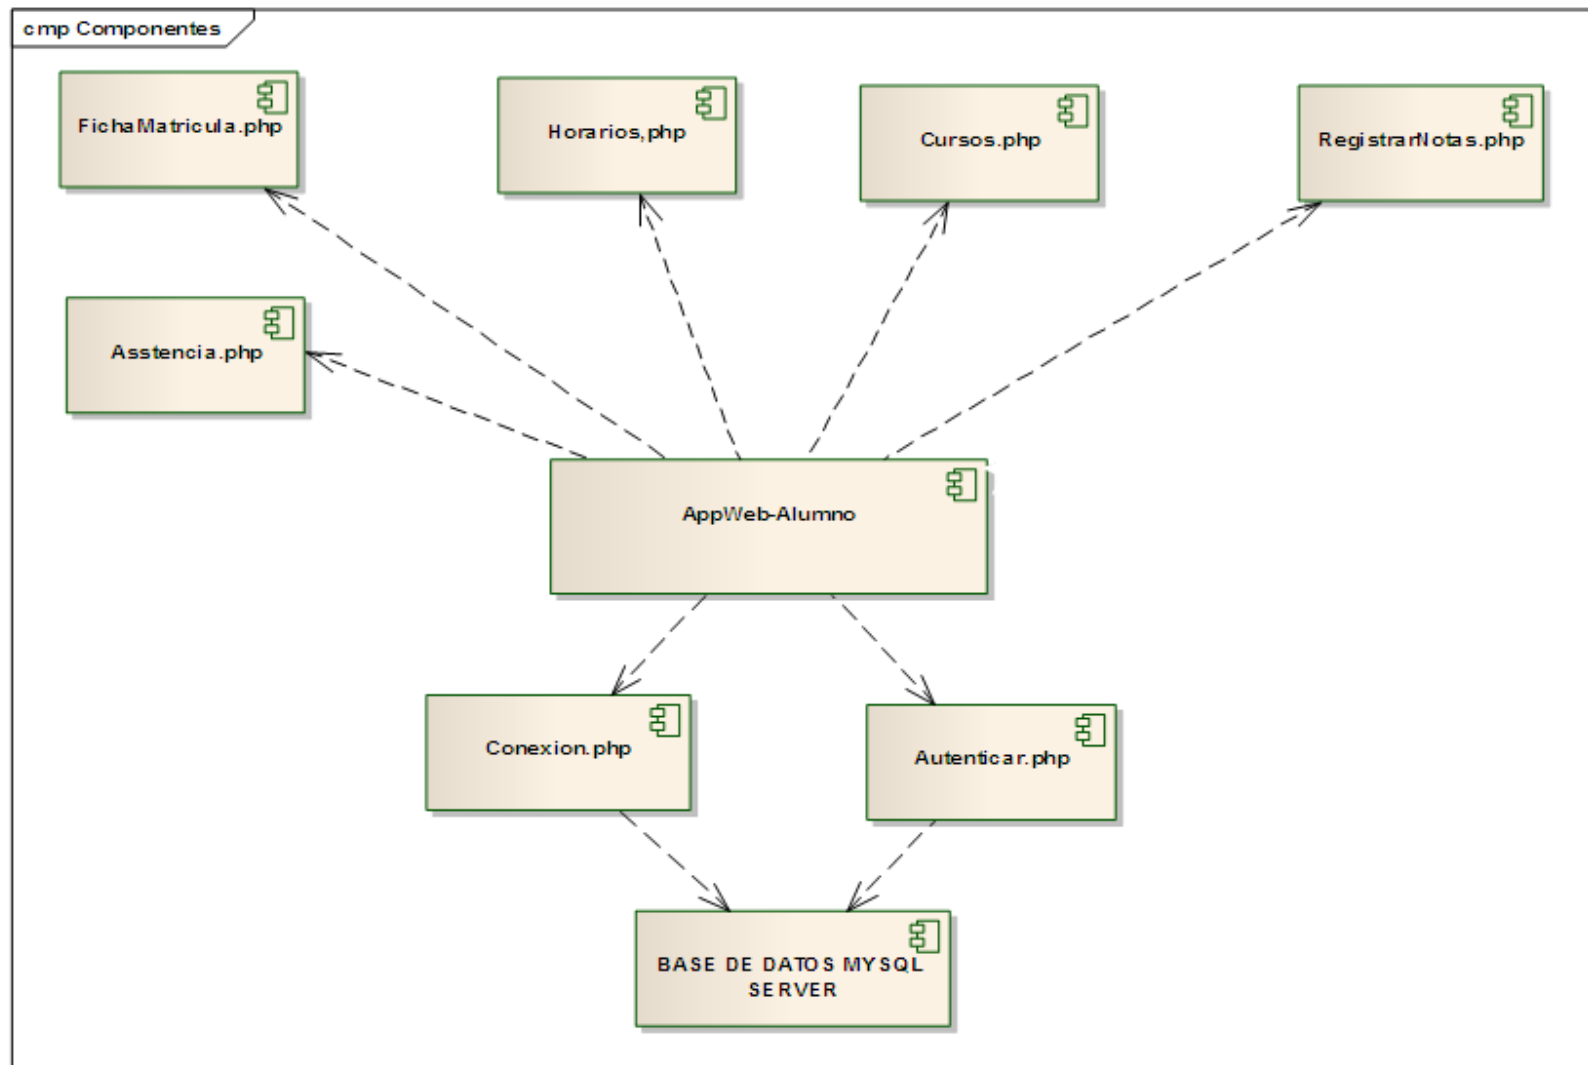 cmp Componentes
FichaMatricula.php
Horarios,php
Cursos.php
RegistrarNotas.php
Asstencia.php
AppWeb-Alumno
Conexion.php
Autenticar.php
BASE DE DATOS MYSQL
SERVER